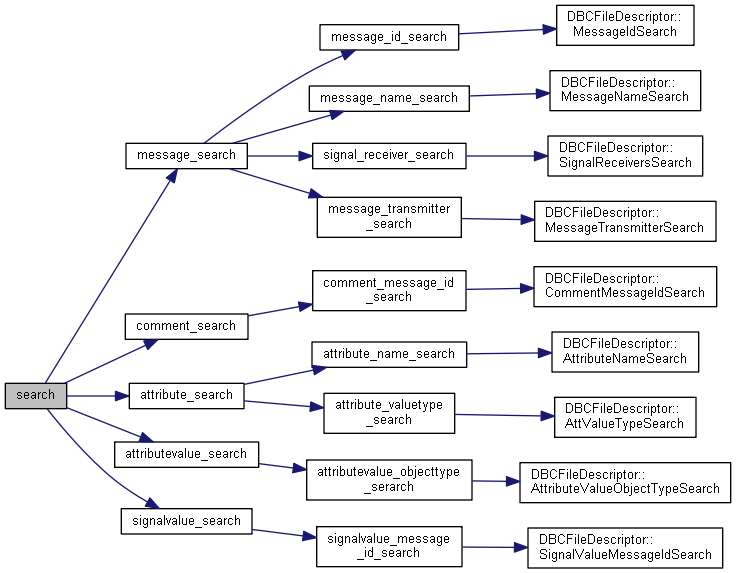 search
message_search
comment_search
attribute_search
attributevalue_search
signalvalue_search
message_id_search
message_name_search
signal_receiver_search
message_transmitter
_search
comment_message_id
_search
attribute_name_search
attribute_valuetype
_search
attributevalue_objecttype
_serarch
signalvalue_message
_id_search
DBCFileDescriptor::
MessageIdSearch
DBCFileDescriptor::
MessageNameSearch
DBCFileDescriptor::
SignalReceiversSearch
DBCFileDescriptor::
MessageTransmitterSearch
DBCFileDescriptor::
CommentMessageIdSearch
DBCFileDescriptor::
AttributeNameSearch
DBCFileDescriptor::
AttValueTypeSearch
DBCFileDescriptor::
AttributeValueObjectTypeSearch
DBCFileDescriptor::
SignalValueMessageIdSearch